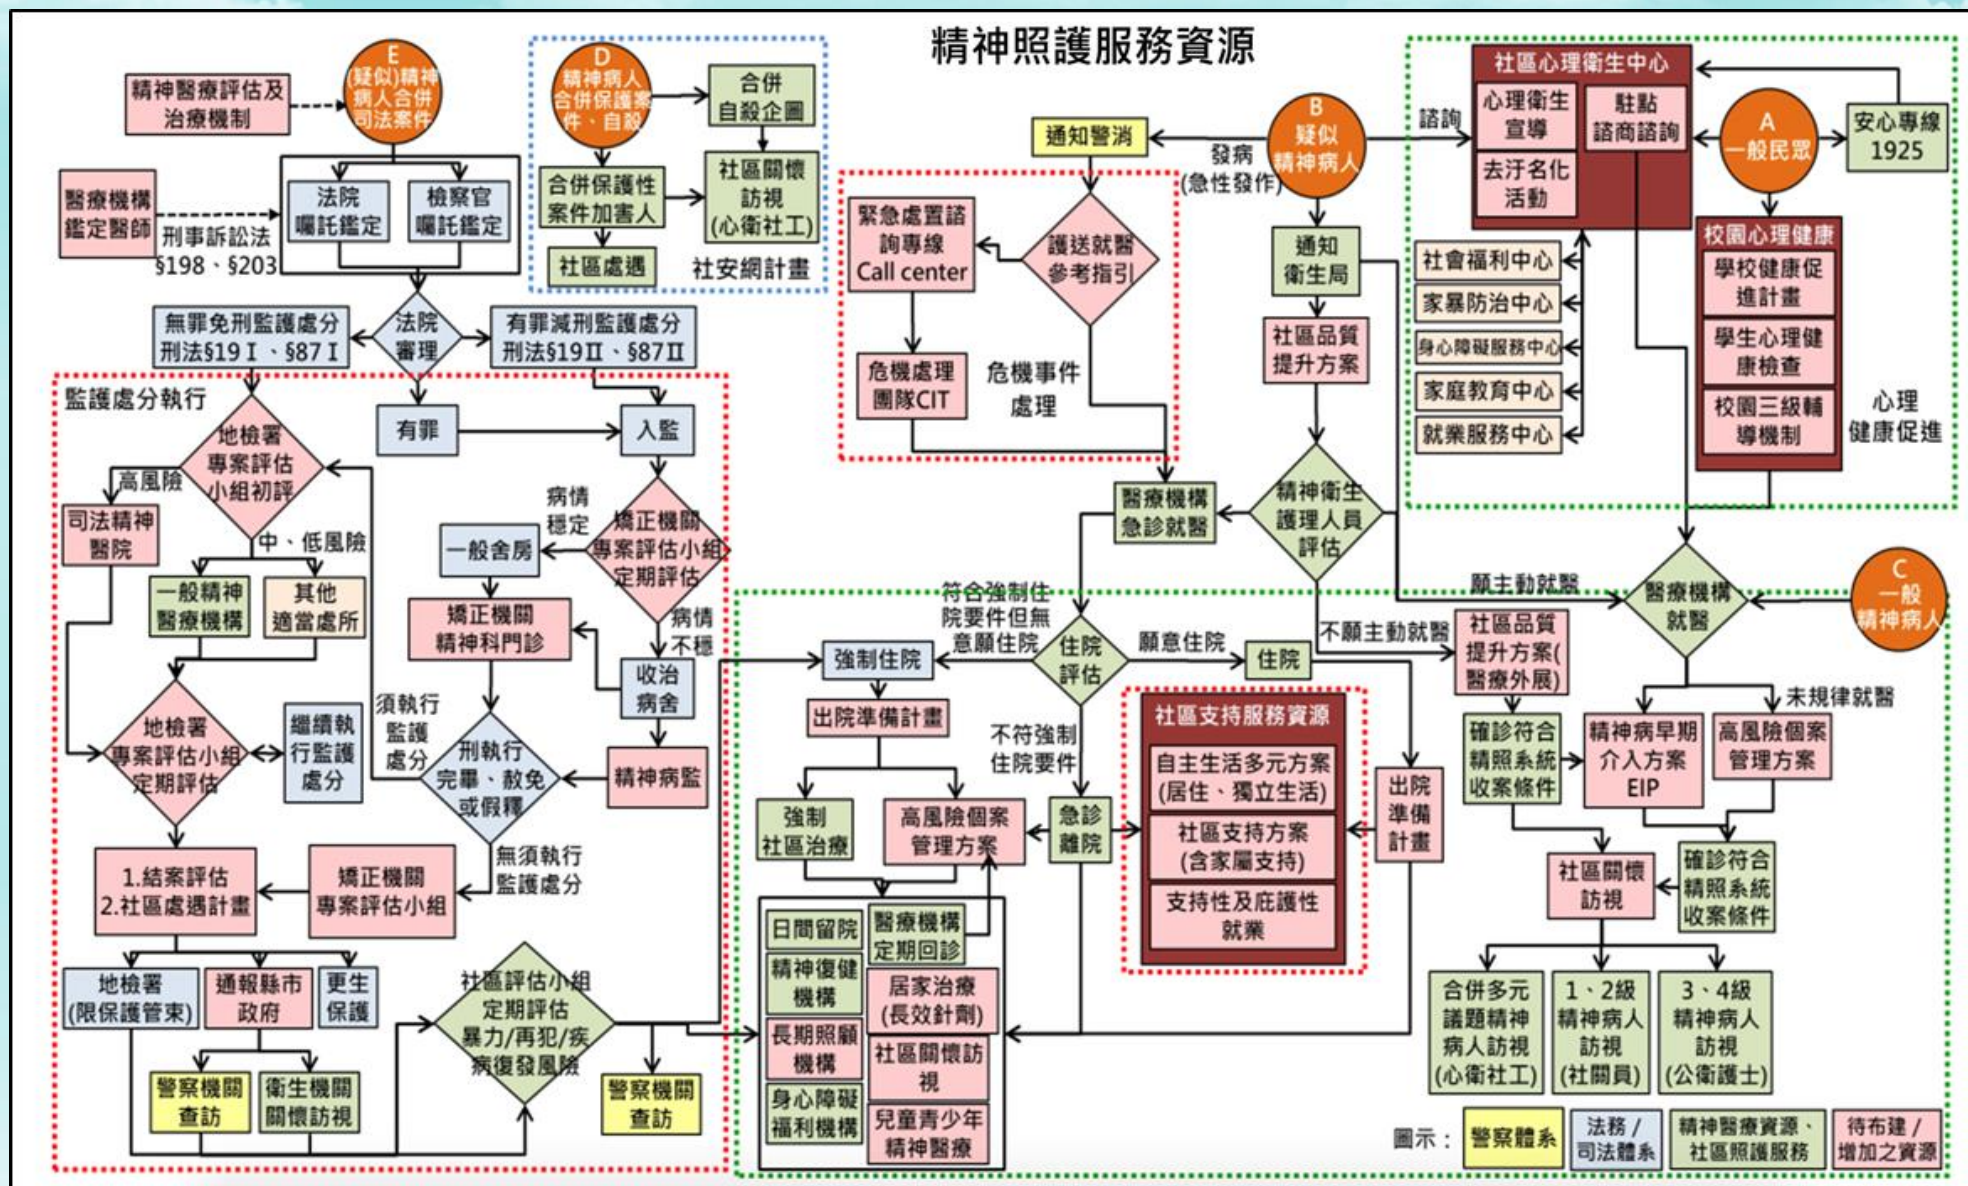 精神照護服務資源
E
(疑似)精神
病人合併
司法案件
精神醫療評估及
治療機制
醫療機構
鑑定醫師
刑事訴訟法
§198、§203
法院
囑託鑑定
檢察官
囑託鑑定
無罪免刑監護處分
刑法§19Ⅰ、§87Ⅰ
法院
審理
有罪減刑監護處分
刑法§19Ⅱ、§87Ⅱ
D
精神病人
合併保護案
件、自殺
合併
自殺企圖
合併保護性
案件加害人
社區關懷
訪視
(心衛社工)
社區處遇
社安網計畫
監護處分執行
地檢署
專案評估
小組初評
有罪
入監
高風險
司法精神
醫院
中、低風險
一般精神
醫療機構
其他
適當處所
病情
穩定
一般舍房
矯正機關
專案評估小組
定期評估
矯正機關
精神科門診
病情
不穩
收治
病舍
精神病監
地檢署
專案評估小組
定期評估
繼續執
行監護
處分
須執行
監護
處分
刑執行
完畢、赦免
或假釋
無須執行
監護處分
1.結案評估
2.社區處遇計畫
矯正機關
專案評估小組
地檢署
(限保護管束)
通報縣市
政府
更生
保護
警察機關
查訪
衛生機關
關懷訪視
社區評估小組
定期評估
暴力/再犯/疾
病復發風險
警察機關
查訪
B
疑似
精神病人
通知警消
發病
(急性發作)
諮詢
緊急處置諮
詢專線
Call center
護送就醫
參考指引
危機處理
團隊CIT
危機事件
處理
通知
衛生局
社區品質
提升方案
精神衛生
護理人員
評估
醫療機構
急診就醫
符合強制住
院要件但無
意願住院
強制住院
住院
評估
願意住院
住院
不願主動就醫
願主動就醫
出院準備計畫
不符強制
住院要件
強制
社區治療
高風險個案
管理方案
急診
離院
社區支持服務資源
自主生活多元方案
(居住、獨立生活)
社區支持方案
(含家屬支持)
支持性及庇護性
就業
出院
準備
計畫
日間留院
醫療機構
定期回診
精神復健
機構
居家治療
(長效針劑)
長期照顧
機構
社區關懷訪
視
身心障礙
福利機構
兒童青少年
精神醫療
A
一般民眾
安心專線
1925
社區心理衛生中心
心理衛生
宣導
駐點
諮商諮詢
去汙名化
活動
社會福利中心
家暴防治中心
身心障礙服務中心
家庭教育中心
就業服務中心
校園心理健康
學校健康促
進計畫
學生心理健
康檢查
校園三級輔
導機制
心理
健康促進
C
一般
精神病人
醫療機構
就醫
社區品質
提升方案(
醫療外展)
未規律就醫
確診符合
精照系統
收案條件
精神病早期
介入方案
EIP
高風險個案
管理方案
社區關懷
訪視
確診符合
精照系統
收案條件
合併多元
議題精神
病人訪視
(心衛社工)
1、2級
精神病人
訪視
(社關員)
3、4級
精神病人
訪視
(公衛護士)
圖示：
警察體系
法務/
司法體系
精神醫療資源、
社區照護服務
待布建/
增加之資源